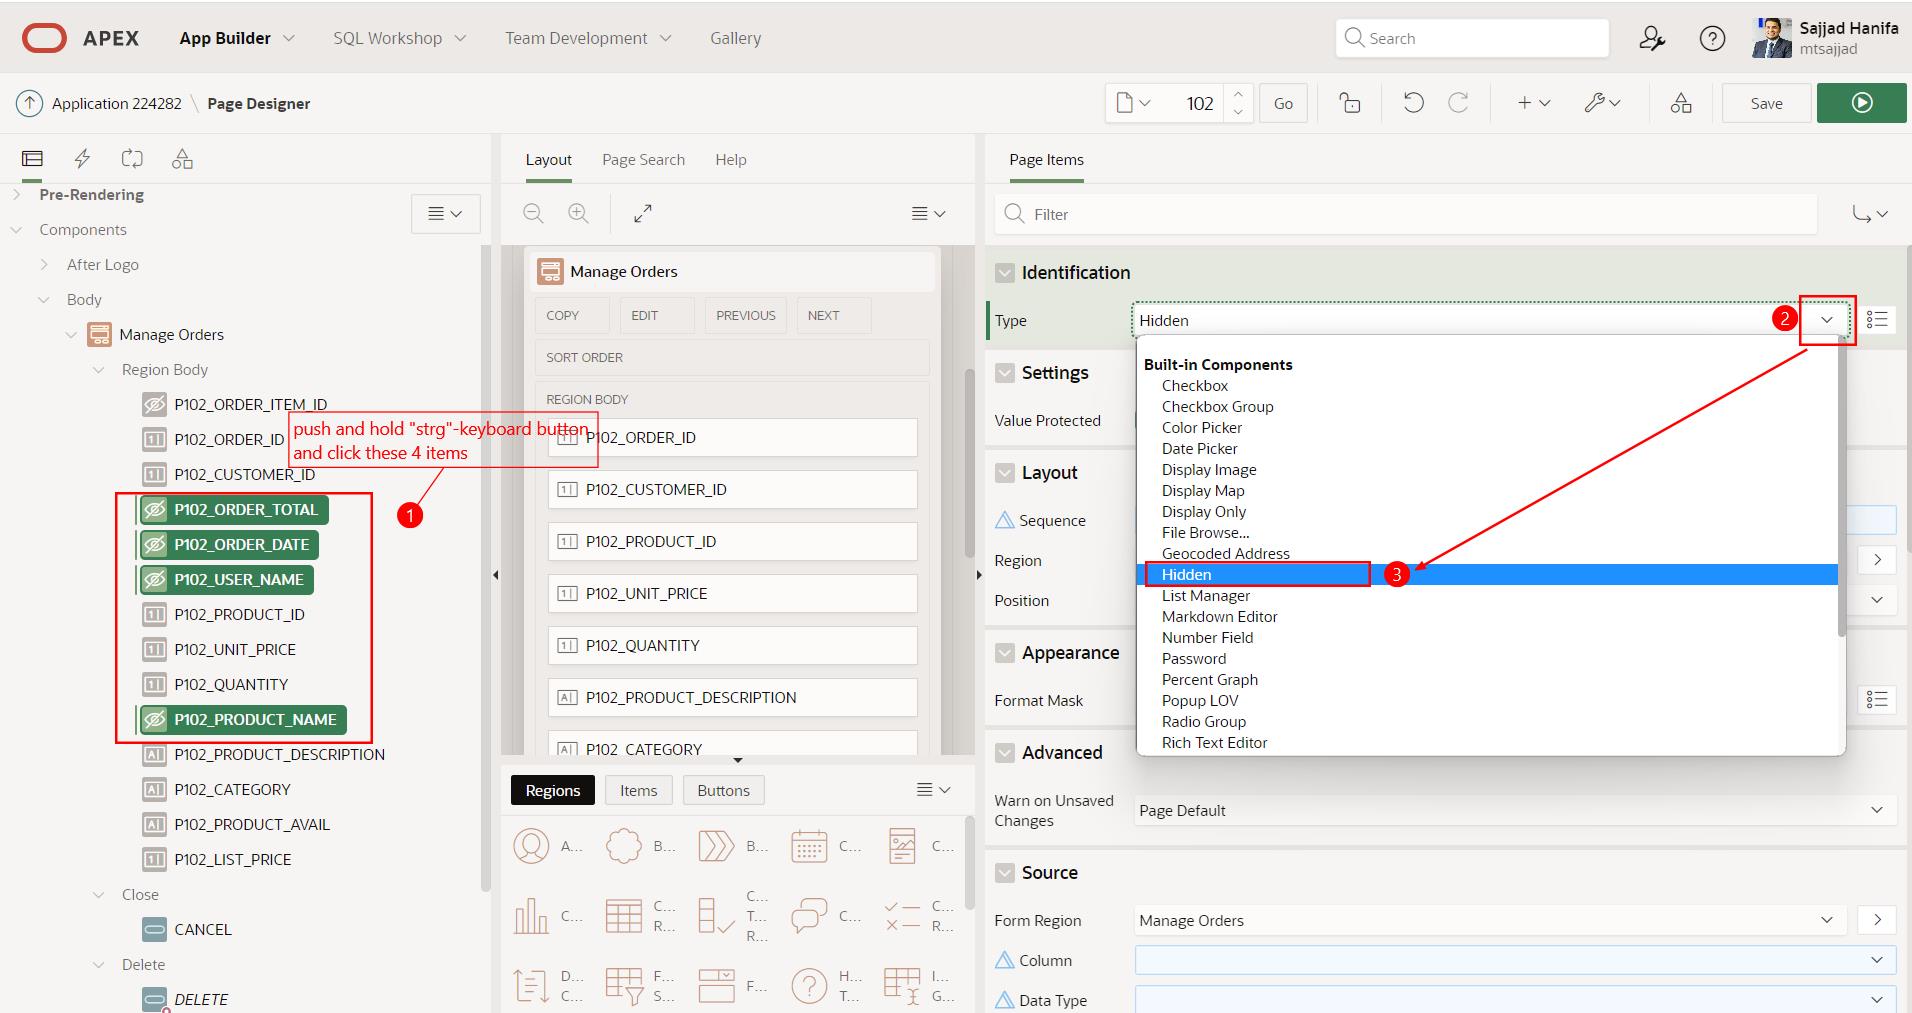 APEX
App Builder
SQL Workshop
Team Development
Gallery
Search
Sajjad Hanifa
mtsajjad
Application 224282 \ Page Designer
102
Go
Save
Pre-Rendering
Components
After Logo
Body
Manage Orders
Region Body
P102_ORDER_ITEM_ID
P102_ORDER_ID
P102_CUSTOMER_ID
P102_ORDER_TOTAL
P102_ORDER_DATE
P102_USER_NAME
P102_PRODUCT_ID
P102_UNIT_PRICE
P102_QUANTITY
P102_PRODUCT_NAME
P102_PRODUCT_DESCRIPTION
P102_CATEGORY
P102_PRODUCT_AVAIL
P102_LIST_PRICE
Close
CANCEL
Delete
DELETE
push and hold "strg"-keyboard button
and click these 4 items
1
Layout
Page Search
Help
Manage Orders
COPY
EDIT
PREVIOUS
NEXT
SORT ORDER
REGION BODY
P102_ORDER_ID
P102_CUSTOMER_ID
P102_PRODUCT_ID
P102_UNIT_PRICE
P102_QUANTITY
P102_PRODUCT_DESCRIPTION
P102_CATEGORY
Regions
Items
Buttons
A...
B...
B...
C...
C...
C...
C...
R...
C...
T...
R...
C...
C...
R...
D...
C...
F...
S...
F...
H...
T...
I...
G...
Page Items
Filter
Identification
Type
Hidden
2
Settings
Value Protected
Layout
Sequence
Region
Position
Appearance
Format Mask
Advanced
Warn on Unsaved
Changes
Page Default
Source
Form Region
Manage Orders
Column
Data Type
Built-in Components
Checkbox
Checkbox Group
Color Picker
Date Picker
Display Image
Display Map
Display Only
File Browse...
Geocoded Address
Hidden
3
List Manager
Markdown Editor
Number Field
Password
Percent Graph
Popup LOV
Radio Group
Rich Text Editor